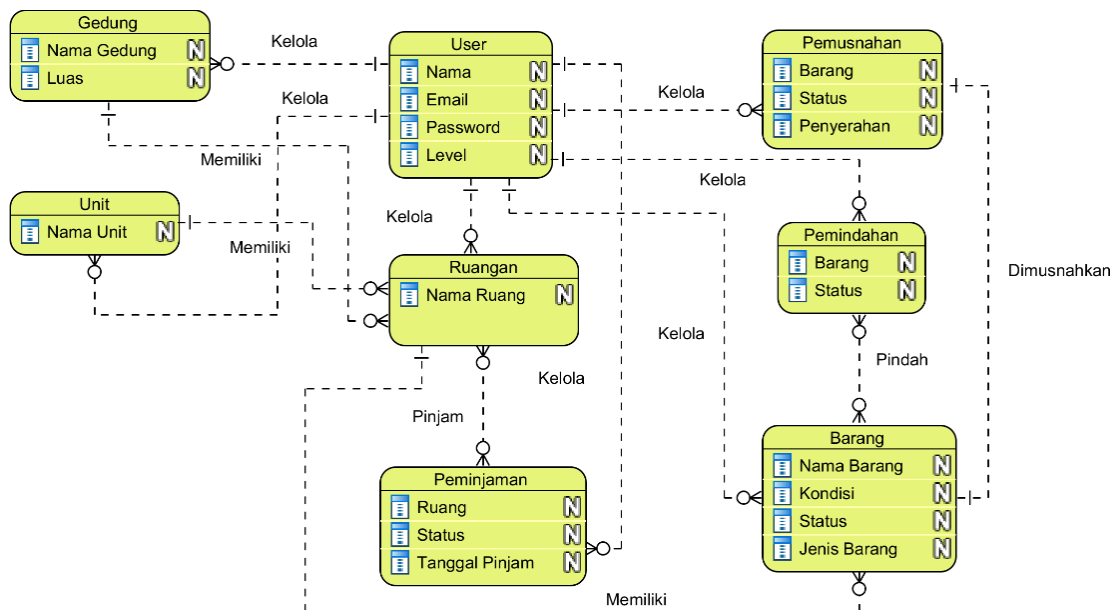 Gedung
Nama Gedung N
Luas N
Kelola
User
Nama N
Email N
Password N
Level N
Kelola
Pemusnahan
Barang N
Status N
Penyerahan N
Kelola
Memiliki
Kelola
Unit
Nama Unit N
Kelola
Memiliki
Pemindahan
Barang N
Status N
Ruangan
Nama Ruang N
Dimusnahkan
Kelola
Pindah
Kelola
Pinjam
Barang
Nama Barang N
Kondisi N
Status N
Jenis Barang N
Peminjaman
Ruang N
Status N
Tanggal Pinjam N
Memiliki